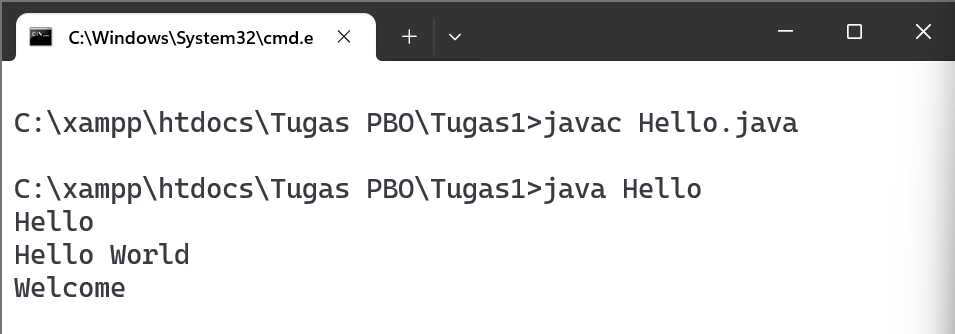 C:\Windows\System32\cmd.e
C:\xampp\htdocs\Tugas PBO\Tugas1>javac Hello.java
C:\xampp\htdocs\Tugas PBO\Tugas1>java Hello
Hello
Hello World
Welcome